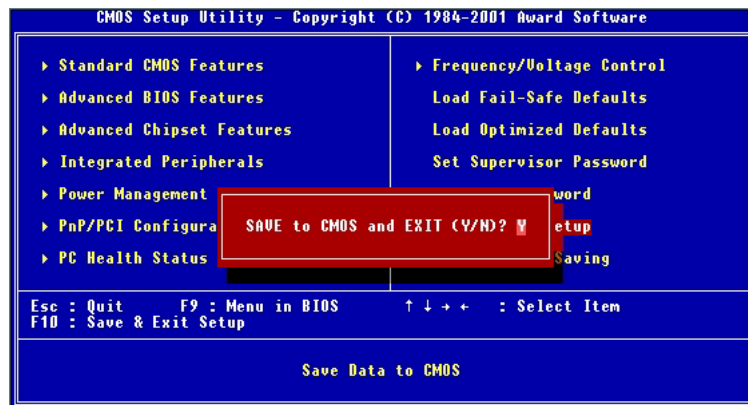 CMOS Setup Utility - Copyright (C) 1984-2001 Award Software
▸ Standard CMOS Features
▸ Advanced BIOS Features
▸ Advanced Chipset Features
▸ Integrated Peripherals
▸ Power Management
▸ PnP/PCI Configura
▸ PC Health Status
▸ Frequency/Voltage Control
Load Fail-Safe Defaults
Load Optimized Defaults
Set Supervisor Password
word
etup
Saving
SAVE to CMOS and EXIT (Y/N)? Y
Esc : Quit F9 : Menu in BIOS ↑ ↓ → ← : Select Item
F10 : Save & Exit Setup
Save Data to CMOS